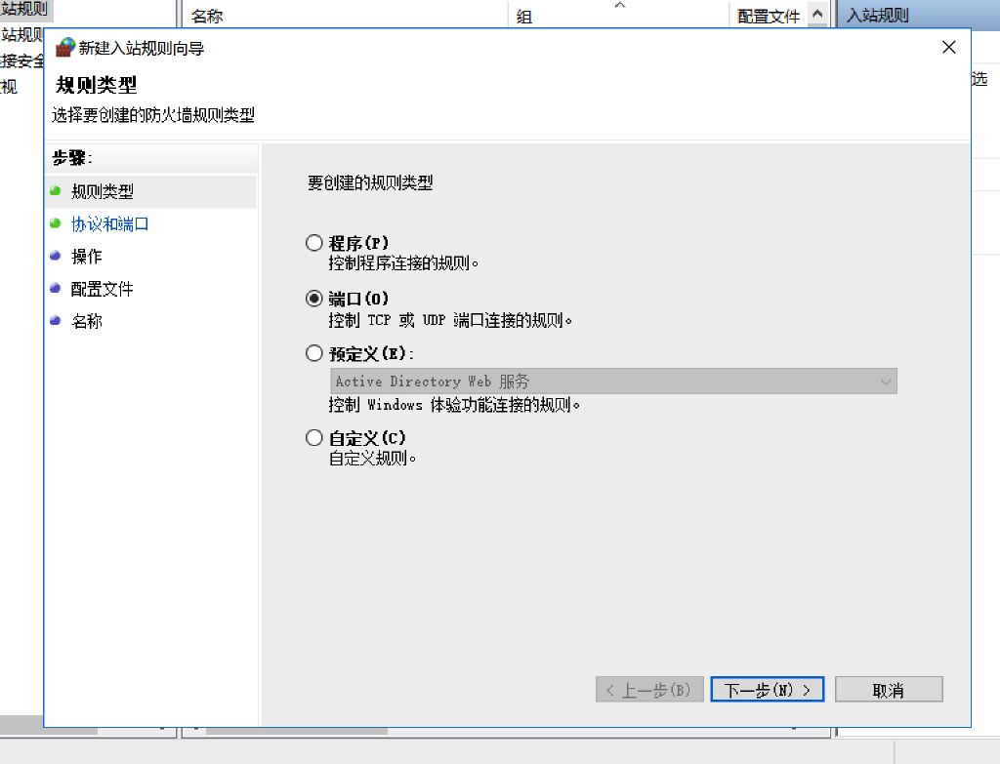 站规则
名称
组
配置文件
入站规则
站规则
接安全
视
选
新建入站规则向导
规则类型
选择要创建的防火墙规则类型
步骤:
规则类型
协议和端口
操作
配置文件
名称
要创建的规则类型
程序(P)
控制程序连接的规则。
端口(O)
控制 TCP 或 UDP 端口连接的规则。
预定义(E):
Active Directory Web 服务
控制 Windows 体验功能连接的规则。
自定义(C)
自定义规则。
< 上一步(B)
下一步(N) >
取消